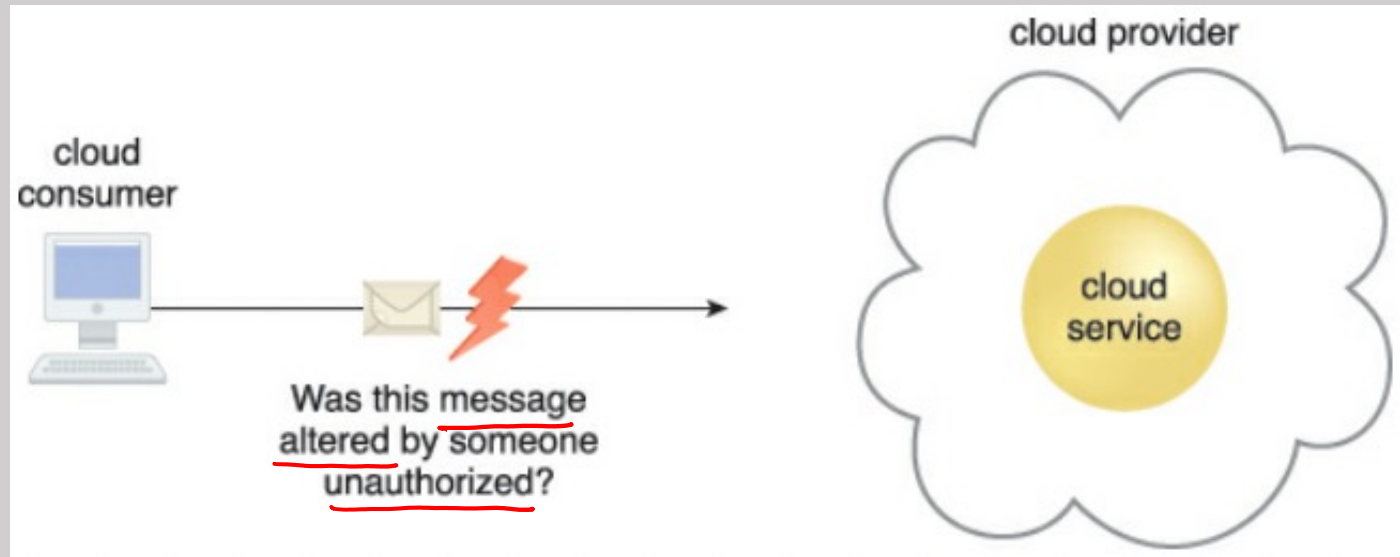 cloud provider
cloud
consumer
cloud
service
Was this message
altered by someone
unauthorized?